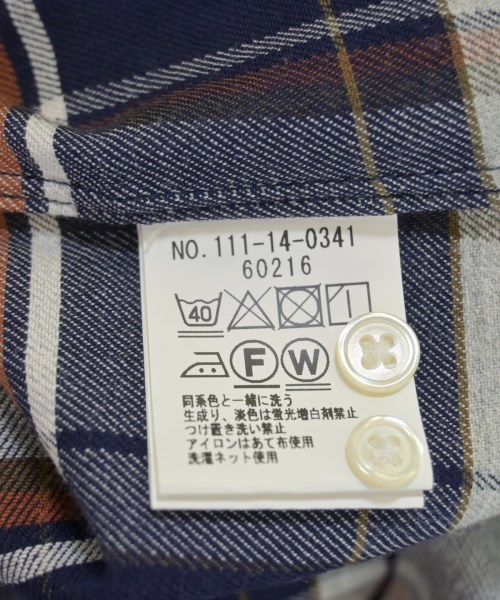 NO. 111-14-0341
60216
40
F W
同系色と一緒に洗う
生成り、淡色は蛍光増白剤禁止
つけ置き洗い禁止
アイロンはあて布使用
洗濯ネット使用